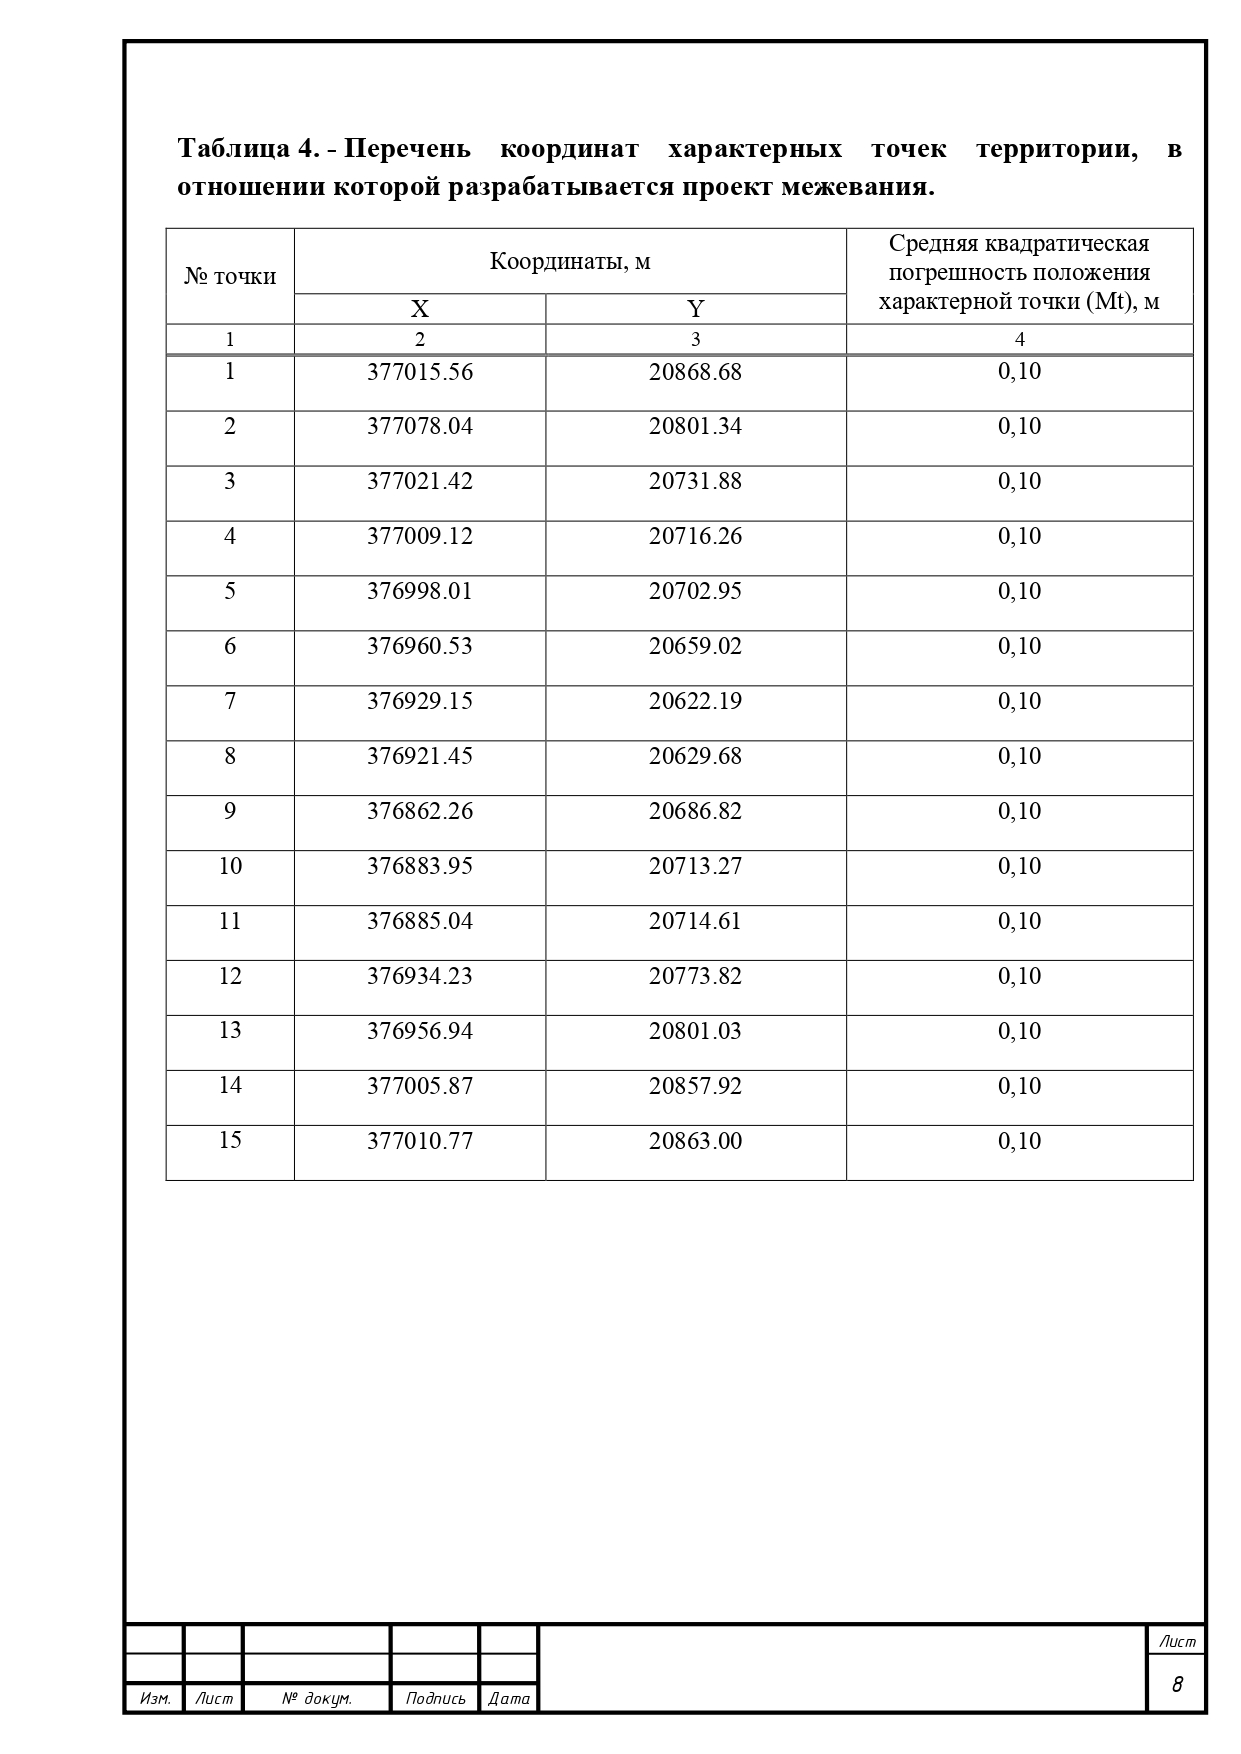 Таблица 4. - Перечень координат характерных точек территории, в
отношении которой разрабатывается проект межевания.
№ точки
Координаты, м
Средняя квадратическая
погрешность положения
характерной точки (Mt), м
X Y
1 2 3 4
1 377015.56 20868.68 0,10
2 377078.04 20801.34 0,10
3 377021.42 20731.88 0,10
4 377009.12 20716.26 0,10
5 376998.01 20702.95 0,10
6 376960.53 20659.02 0,10
7 376929.15 20622.19 0,10
8 376921.45 20629.68 0,10
9 376862.26 20686.82 0,10
10 376883.95 20713.27 0,10
11 376885.04 20714.61 0,10
12 376934.23 20773.82 0,10
13 376956.94 20801.03 0,10
14 377005.87 20857.92 0,10
15 377010.77 20863.00 0,10
Лист
8
Изм. Лист № докум. Подпись Дата